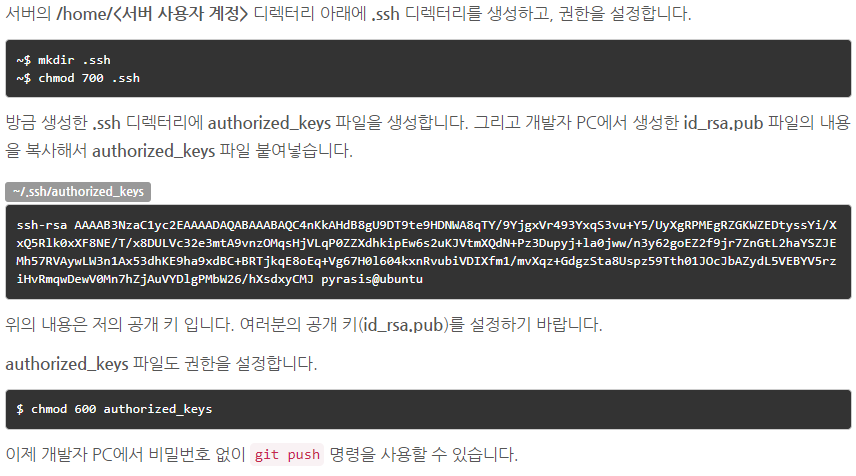 서버의 /home/<서버 사용자 계정> 디렉터리 아래에 .ssh 디렉터리를 생성하고, 권한을 설정합니다.
~$ mkdir .ssh
~$ chmod 700 .ssh
방금 생성한 .ssh 디렉터리에 authorized_keys 파일을 생성합니다. 그리고 개발자 PC에서 생성한 id_rsa.pub 파일의 내용
을 복사해서 authorized_keys 파일 붙여넣습니다.
~/.ssh/authorized_keys
ssh-rsa AAAAB3NzaC1yc2EAAAADAQABAAABAQC4nKkAHdB8gU9DT9te9HDNWA8qTY/9YjgxVr493YxqS3vu+Y5/UyXgRPMEgRZGKWZEDtyssYi/X
xQ5Rlk0xXF8NE/T/x8DULVc32e3mtA9vnzOMqsHjVLqP0ZZXdhkipEw6s2uKJVtmXQdN+Pz3Dupyj+la0jww/n3y62goEZ2f9jr7ZnGtL2haYSZJE
Mh57RVAywLW3n1Ax53dhKE9ha9xdBC+BRTjkqE8oEq+Vg67H0l604kxnRvubiVDIXfm1/mvXqz+GdgzSta8Uspz59Tth01JOcJbAZydL5VEBYV5rz
iHvRmqwDewV0Mn7hZjAuVYDlgPMbW26/hXsdxyCMJ pyrasis@ubuntu
위의 내용은 저의 공개 키 입니다. 여러분의 공개 키(id_rsa.pub)를 설정하기 바랍니다.
authorized_keys 파일도 권한을 설정합니다.
$ chmod 600 authorized_keys
이제 개발자 PC에서 비밀번호 없이 git push 명령을 사용할 수 있습니다.